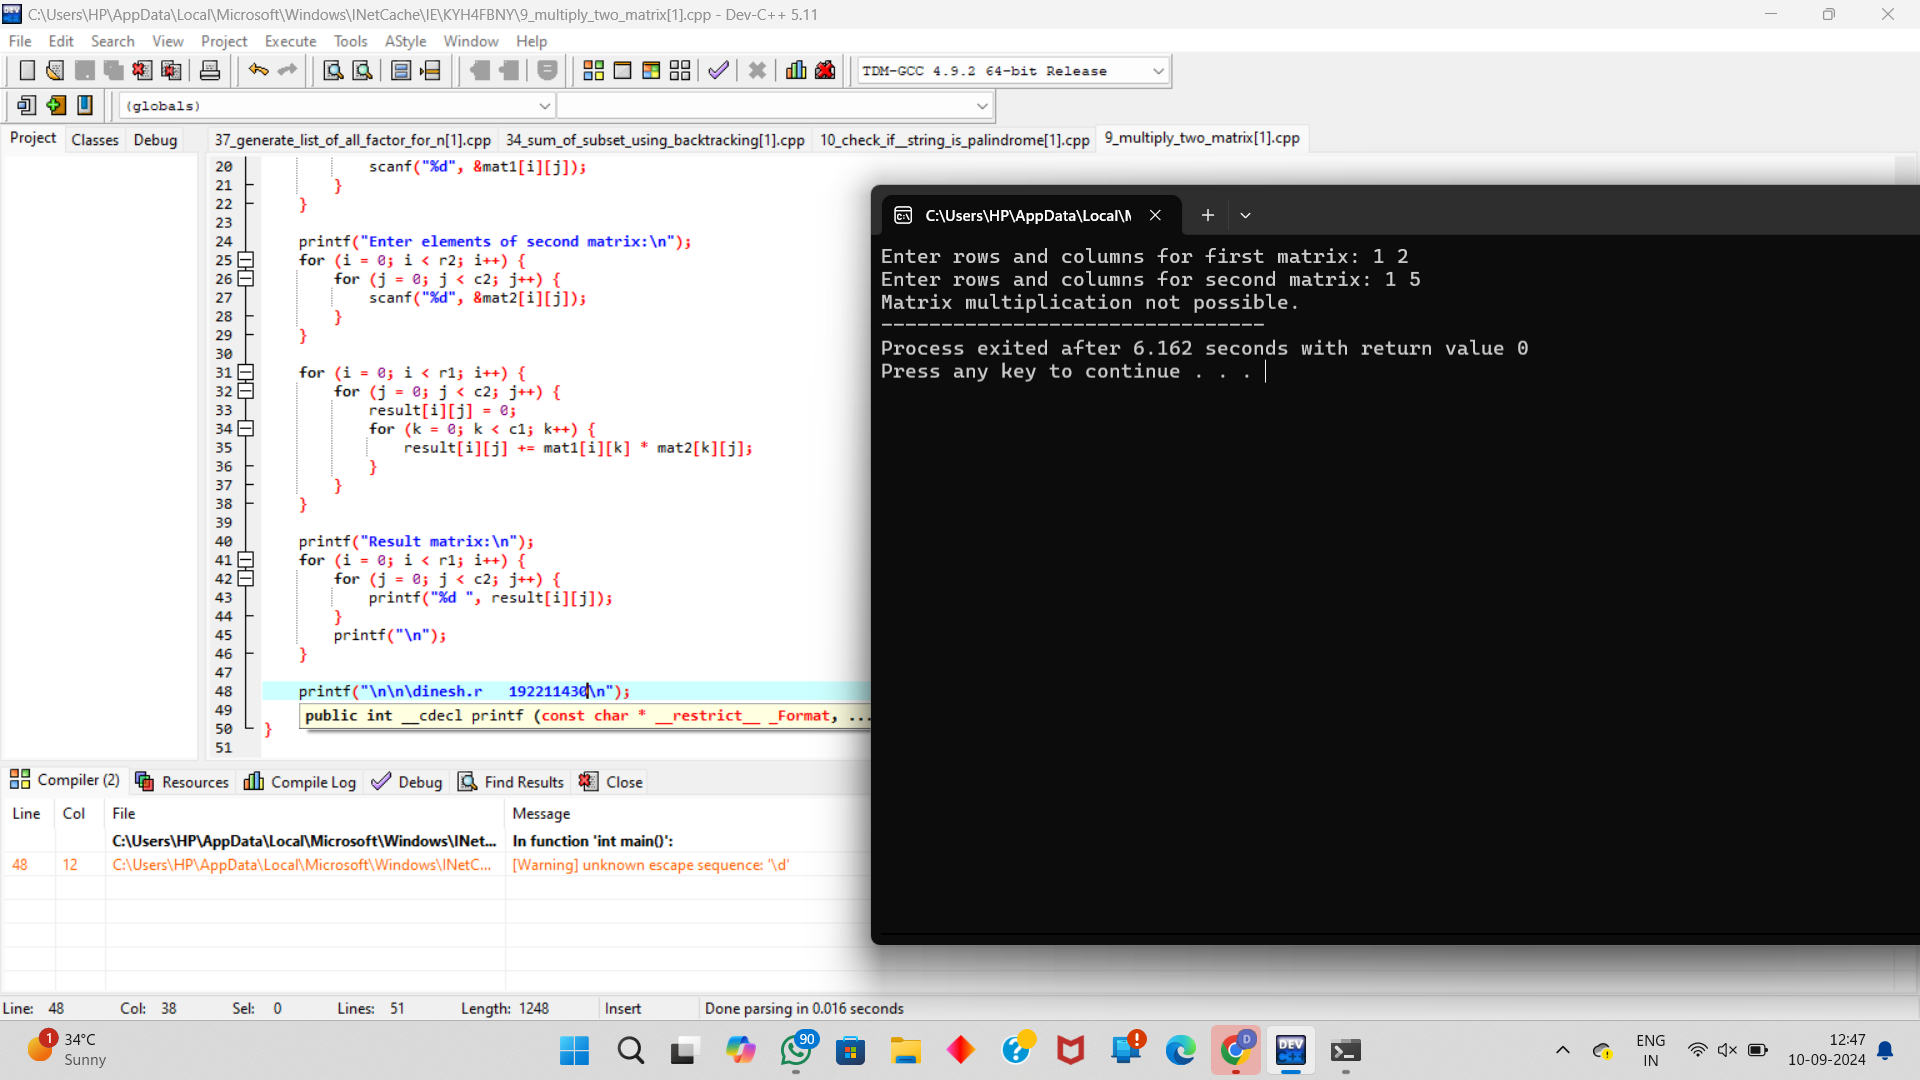 C:\Users\HP\AppData\Local\Microsoft\Windows\INetCache\IE\KYH4FBNY\9_multiply_two_matrix[1].cpp - Dev-C++ 5.11
File Edit Search View Project Execute Tools AStyle Window Help
TDM-GCC 4.9.2 64-bit Release
(globals)
Project Classes Debug
37_generate_list_of_all_factor_for_n[1].cpp 34_sum_of_subset_using_backtracking[1].cpp 10_check_if__string_is_palindrome[1].cpp 9_multiply_two_matrix[1].cpp
20 scanf("%d", &mat1[i][j]);
21 }
22 }
23
24 printf("Enter elements of second matrix:\n");
25 for (i = 0; i < r2; i++) {
26 for (j = 0; j < c2; j++) {
27 scanf("%d", &mat2[i][j]);
28 }
29 }
30
31 for (i = 0; i < r1; i++) {
32 for (j = 0; j < c2; j++) {
33 result[i][j] = 0;
34 for (k = 0; k < c1; k++) {
35 result[i][j] += mat1[i][k] * mat2[k][j];
36 }
37 }
38 }
39
40 printf("Result matrix:\n");
41 for (i = 0; i < r1; i++) {
42 for (j = 0; j < c2; j++) {
43 printf("%d ", result[i][j]);
44 }
45 printf("\n");
46 }
47
48 printf("\n\n\dinesh.r   192211430\n");
49 public int __cdecl printf (const char * __restrict__ _Format, ...
50 }
51
C:\Users\HP\AppData\Local\M
Enter rows and columns for first matrix: 1 2
Enter rows and columns for second matrix: 1 5
Matrix multiplication not possible.
--------------------------------
Process exited after 6.162 seconds with return value 0
Press any key to continue . . .
Compiler (2) Resources Compile Log Debug Find Results Close
Line Col File Message
C:\Users\HP\AppData\Local\Microsoft\Windows\INet... In function 'int main()':
48 12 C:\Users\HP\AppData\Local\Microsoft\Windows\INetC... [Warning] unknown escape sequence: '\d'
Line: 48 Col: 38 Sel: 0 Lines: 51 Length: 1248 Insert Done parsing in 0.016 seconds
1 34°C
Sunny
90
D
DEV
C++
ENG
IN
12:47
10-09-2024